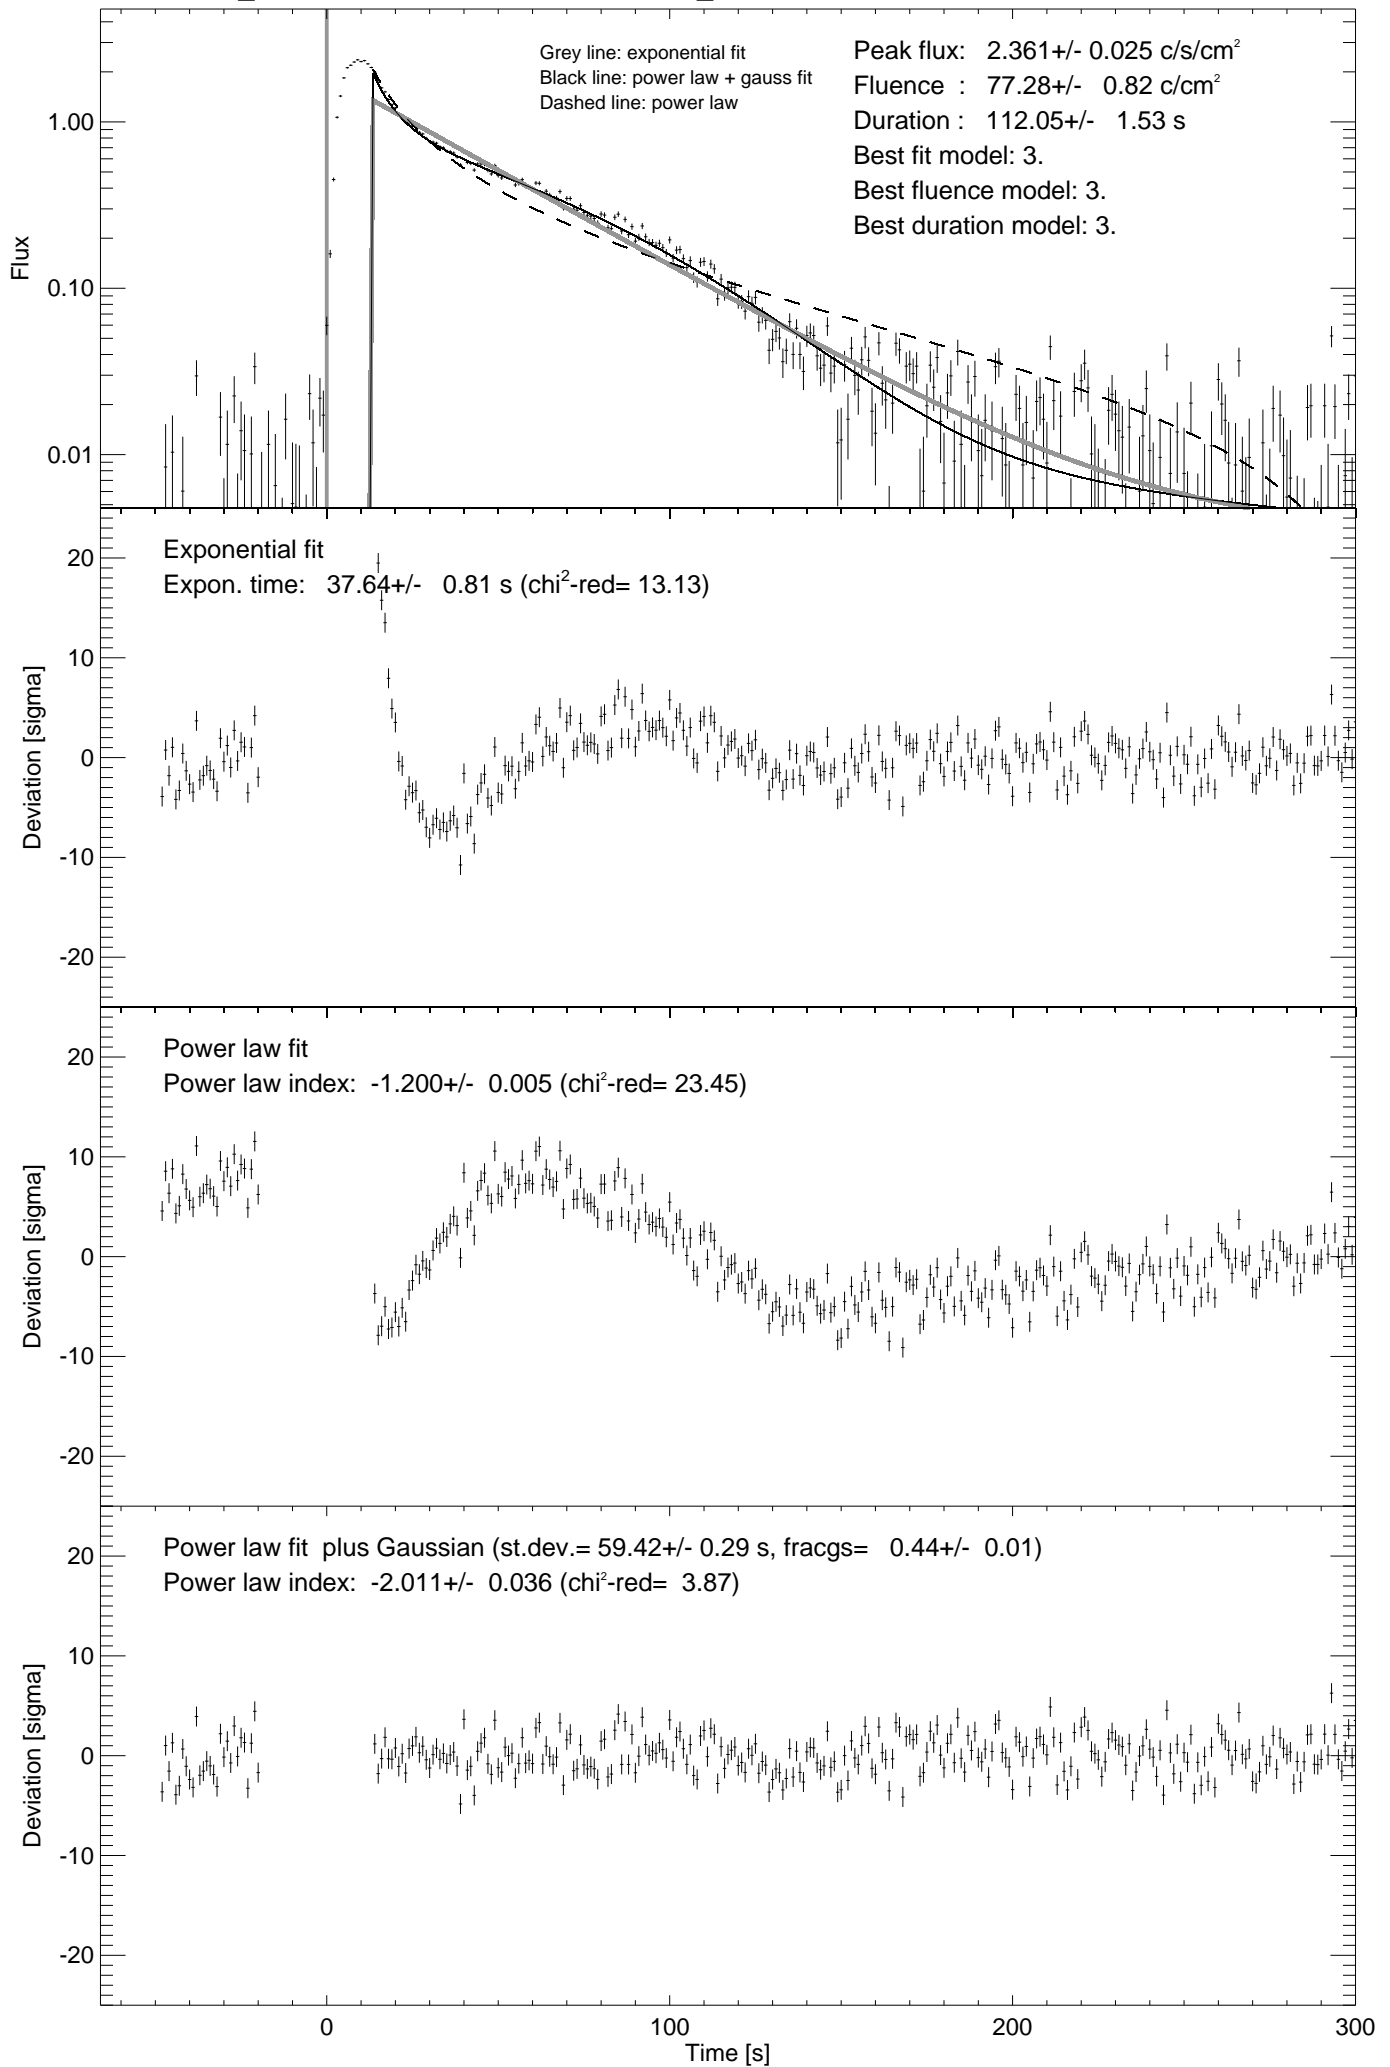 Grey line: exponential fit
Black line: power law + gauss fit
Dashed line: power law
Peak flux: 2.361+/- 0.025 c/s/cm²
Fluence : 77.28+/- 0.82 c/cm²
Duration : 112.05+/- 1.53 s
Best fit model: 3.
Best fluence model: 3.
Best duration model: 3.
1.00
0.10
0.01
Flux
Exponential fit
Expon. time: 37.64+/- 0.81 s (chi²-red= 13.13)
20
10
0
-10
-20
Deviation [sigma]
Power law fit
Power law index: -1.200+/- 0.005 (chi²-red= 23.45)
20
10
0
-10
-20
Deviation [sigma]
Power law fit plus Gaussian (st.dev.= 59.42+/- 0.29 s, fracgs= 0.44+/- 0.01)
Power law index: -2.011+/- 0.036 (chi²-red= 3.87)
20
10
0
-10
-20
Deviation [sigma]
0 100 200 300
Time [s]